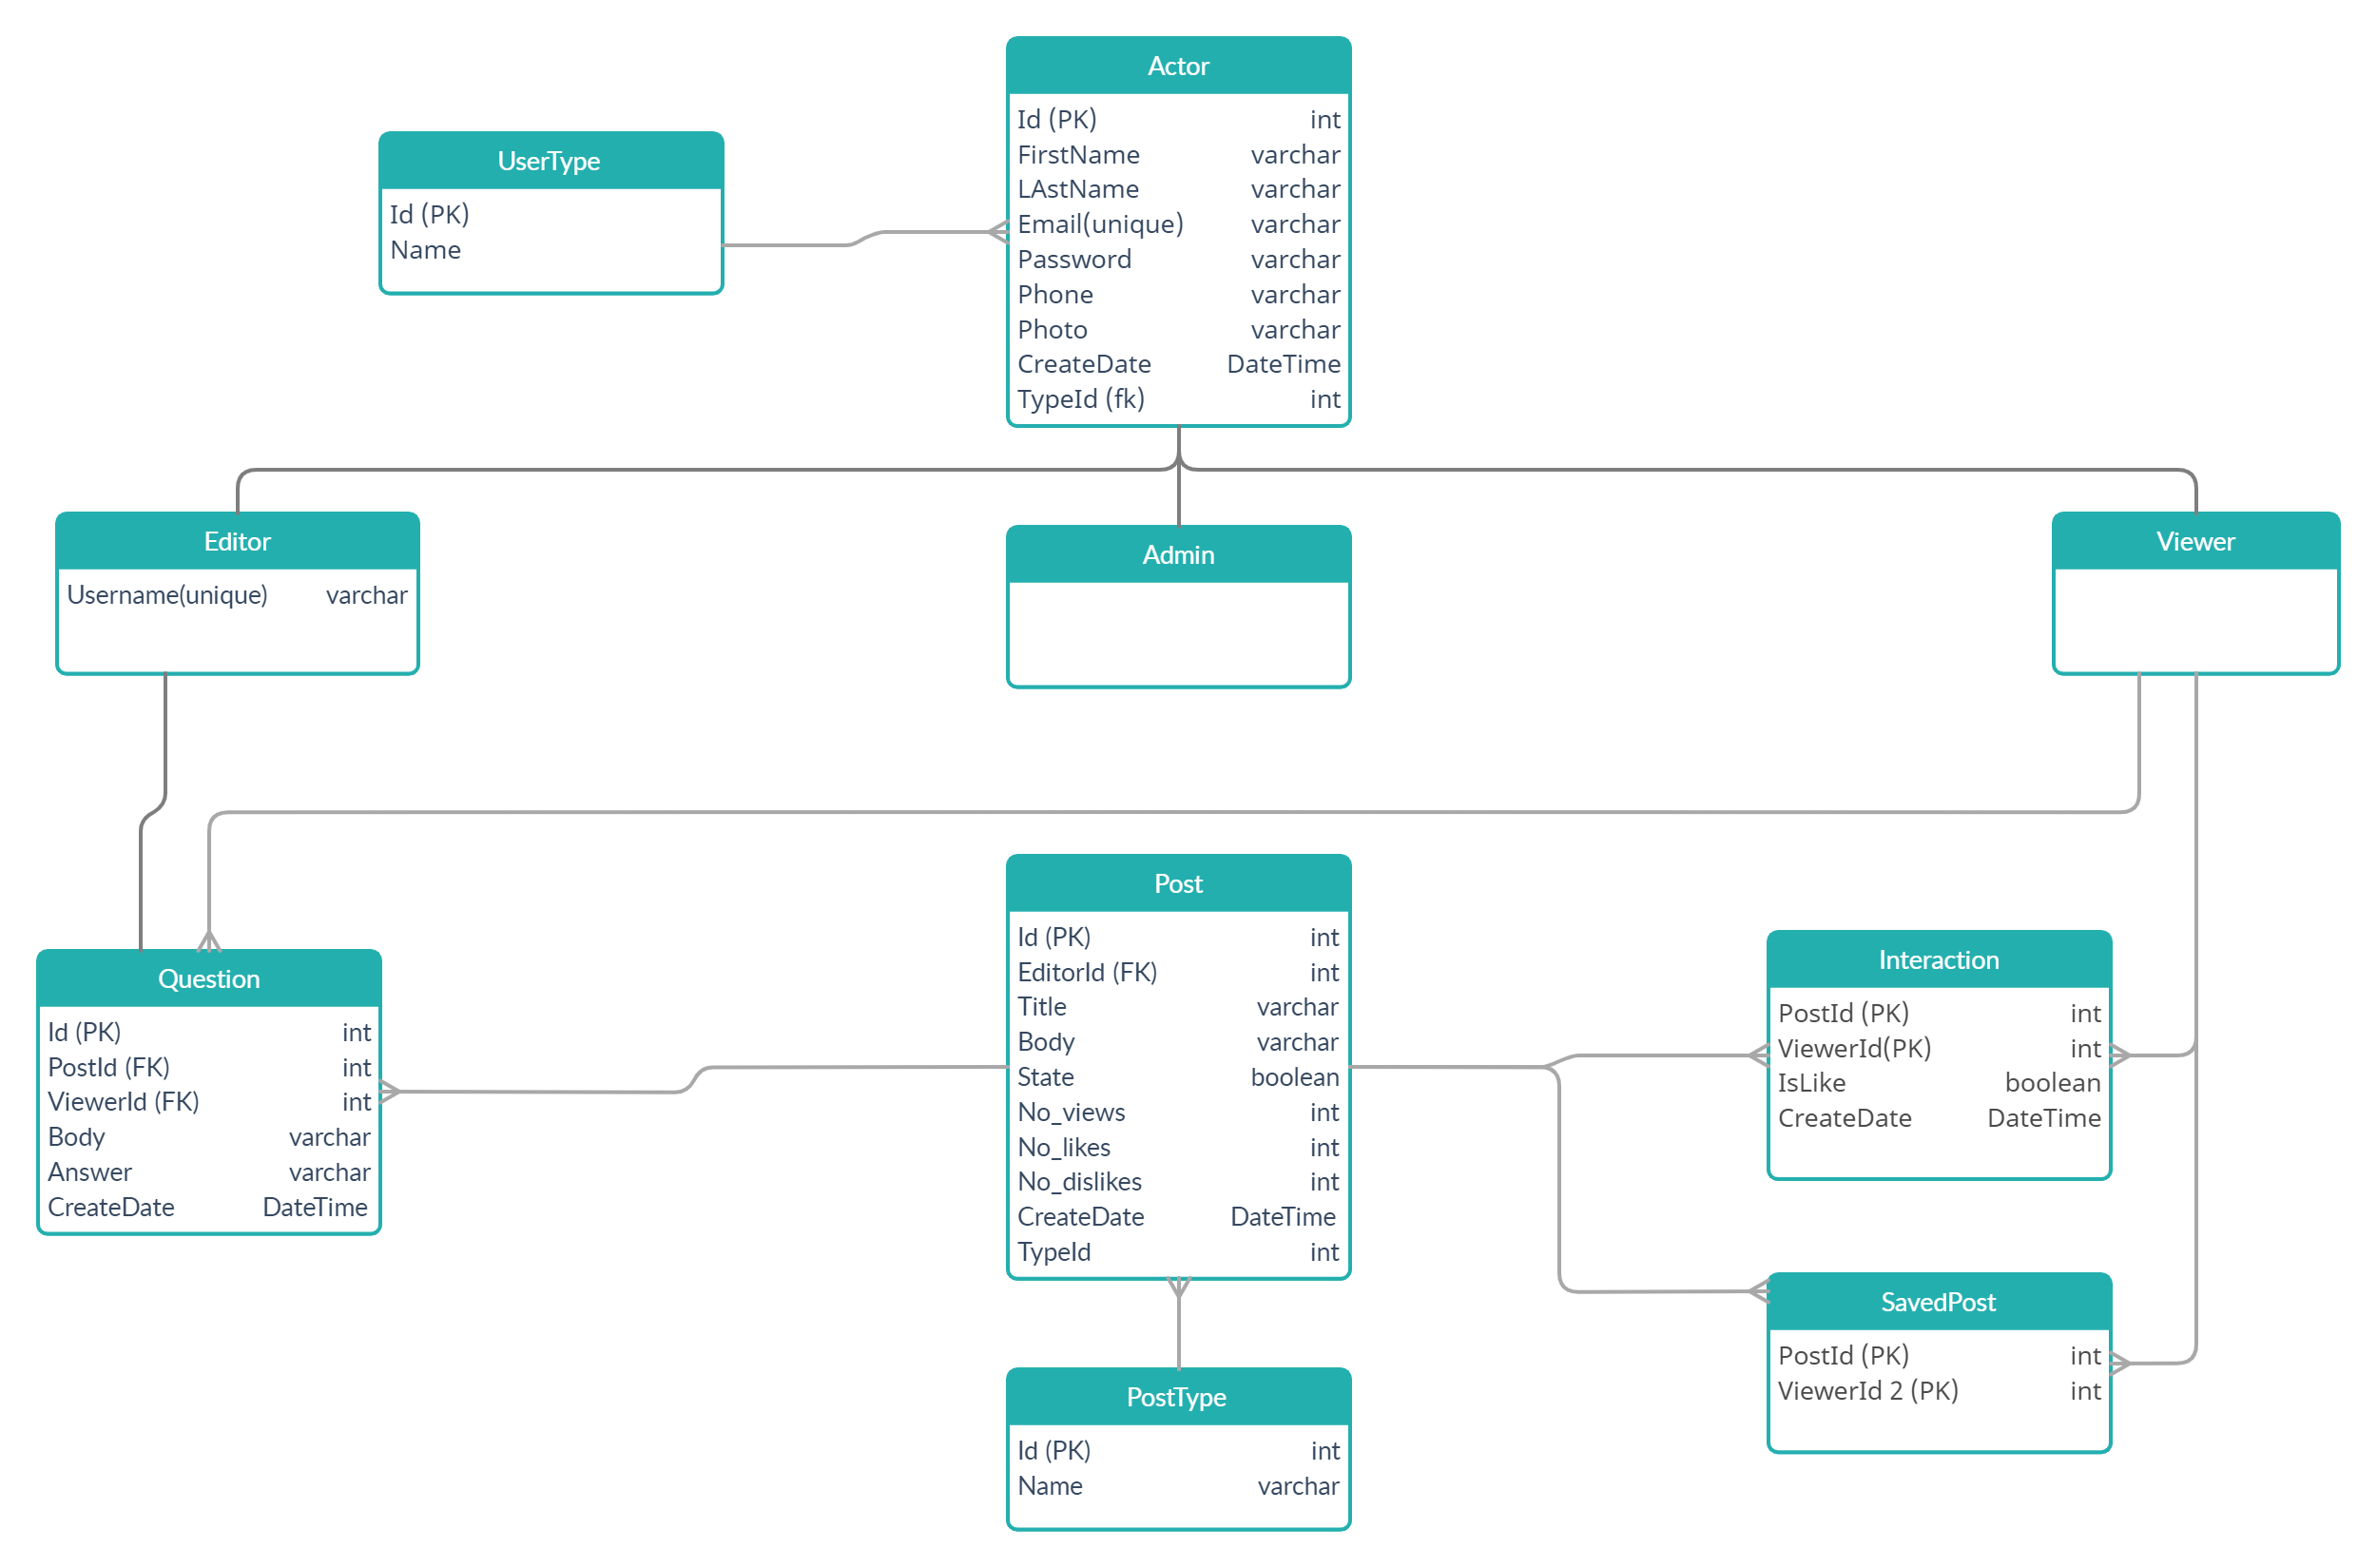 Actor
Id (PK) int
FirstName varchar
LAstName varchar
Email(unique) varchar
Password varchar
Phone varchar
Photo varchar
CreateDate DateTime
TypeId (fk) int
UserType
Id (PK)
Name
Editor
Username(unique) varchar
Admin
Viewer
Question
Id (PK) int
PostId (FK) int
ViewerId (FK) int
Body varchar
Answer varchar
CreateDate DateTime
Post
Id (PK) int
EditorId (FK) int
Title varchar
Body varchar
State boolean
No_views int
No_likes int
No_dislikes int
CreateDate DateTime
TypeId int
Interaction
PostId (PK) int
ViewerId(PK) int
IsLike boolean
CreateDate DateTime
SavedPost
PostId (PK) int
ViewerId 2 (PK) int
PostType
Id (PK) int
Name varchar